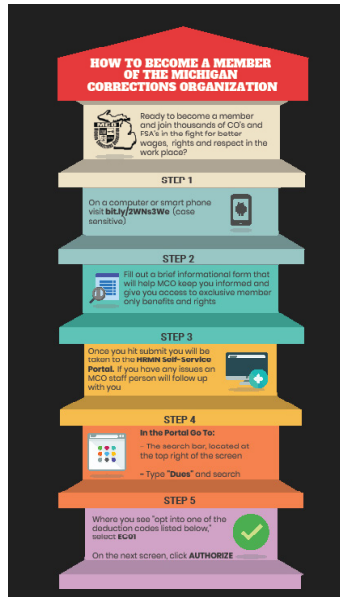 HOW TO BECOME A MEMBER
OF THE MICHIGAN
CORRECTIONS ORGANIZATION
MCO
Ready to become a member
and join thousands of CO's and
FSA's in the fight for better
wages, rights and respect in the
work place?
STEP 1
On a computer or smart phone
visit bit.ly/2WNs3We (case
sensitive)
STEP 2
Fill out a brief informational form that
will help MCO keep you informed and
give you access to exclusive member
only benefits and rights
STEP 3
Once you hit submit you will be
taken to the HRMN Self-Service
Portal. If you have any issues an
MCO staff person will follow up
with you
STEP 4
In the Portal Go To:
- The search bar, located at
the top right of the screen
- Type "Dues" and search
STEP 5
Where you see "opt into one of the
deduction codes listed below,"
select EC01
On the next screen, click AUTHORIZE